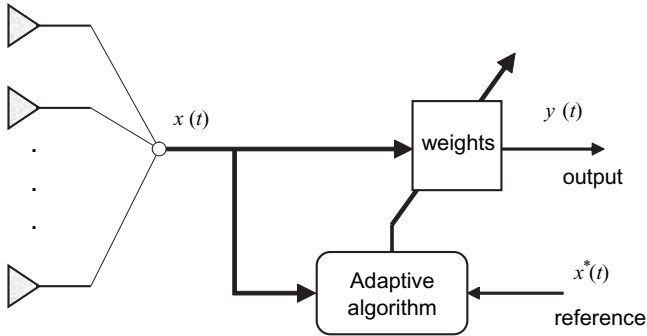 x (t)
weights
y (t)
output
Adaptive
algorithm
x*(t)
reference